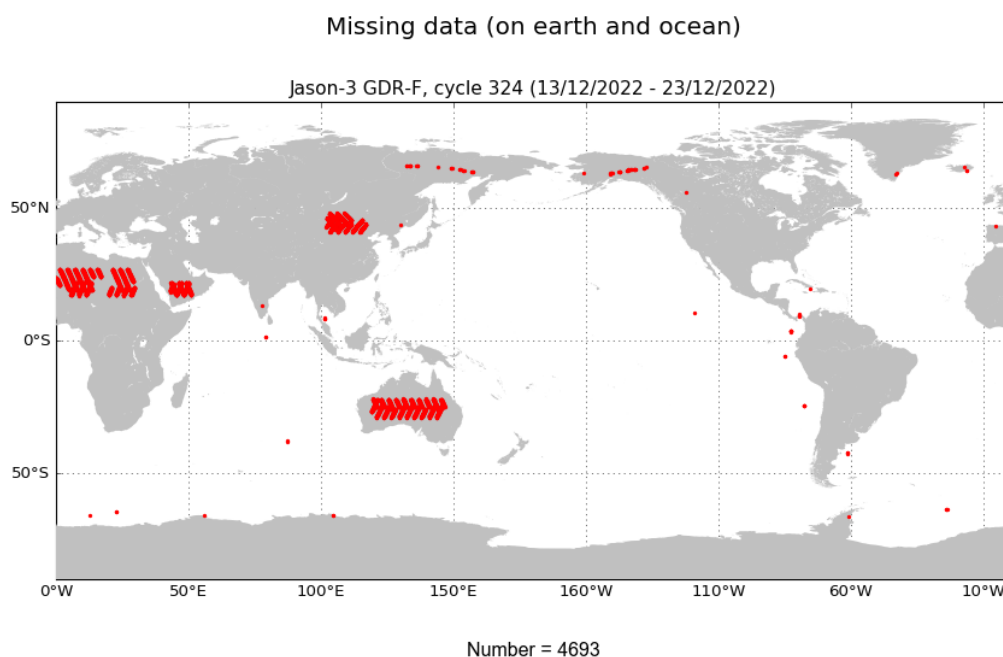 Missing data (on earth and ocean)
Jason-3 GDR-F, cycle 324 (13/12/2022 - 23/12/2022)
50°N
0°S
50°S
0°W 50°E 100°E 150°E 160°W 110°W 60°W 10°W
Number = 4693